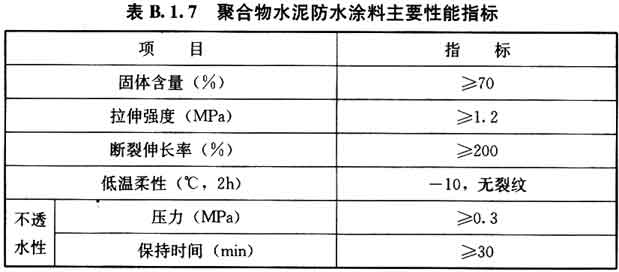 表 B.1.7 聚合物水泥防水涂料主要性能指标
项 目 指 标
固体含量（%） ≥70
拉伸强度（MPa） ≥1.2
断裂伸长率（%） ≥200
低温柔性（℃，2h） －10，无裂纹
不透水性 压力（MPa） ≥0.3
保持时间（min） ≥30